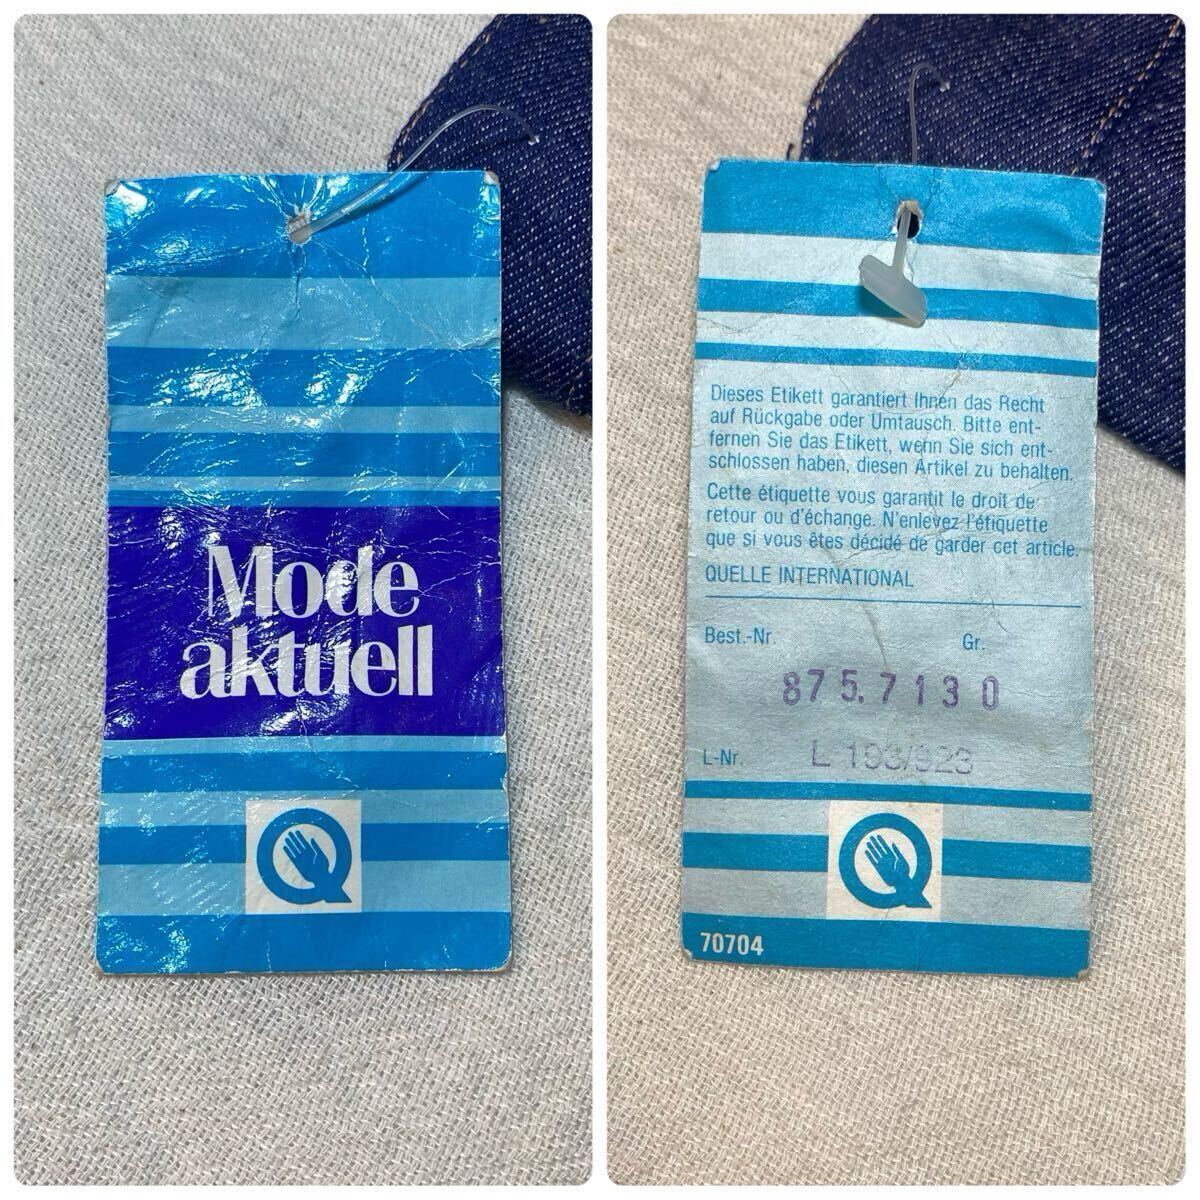 Mode
aktuell
Q
Dieses Etikett garantiert Ihnen das Recht
auf Rückgabe oder Umtausch. Bitte ent-
fernen Sie das Etikett, wenn Sie sich ent-
schlossen haben, diesen Artikel zu behalten.
Cette étiquette vous garantit le droit de
retour ou d'échange. N'enlevez l'étiquette
que si vous êtes décidé de garder cet article.
QUELLE INTERNATIONAL
Best.-Nr. Gr.
875.7130
L-Nr. L 193/923
Q
70704